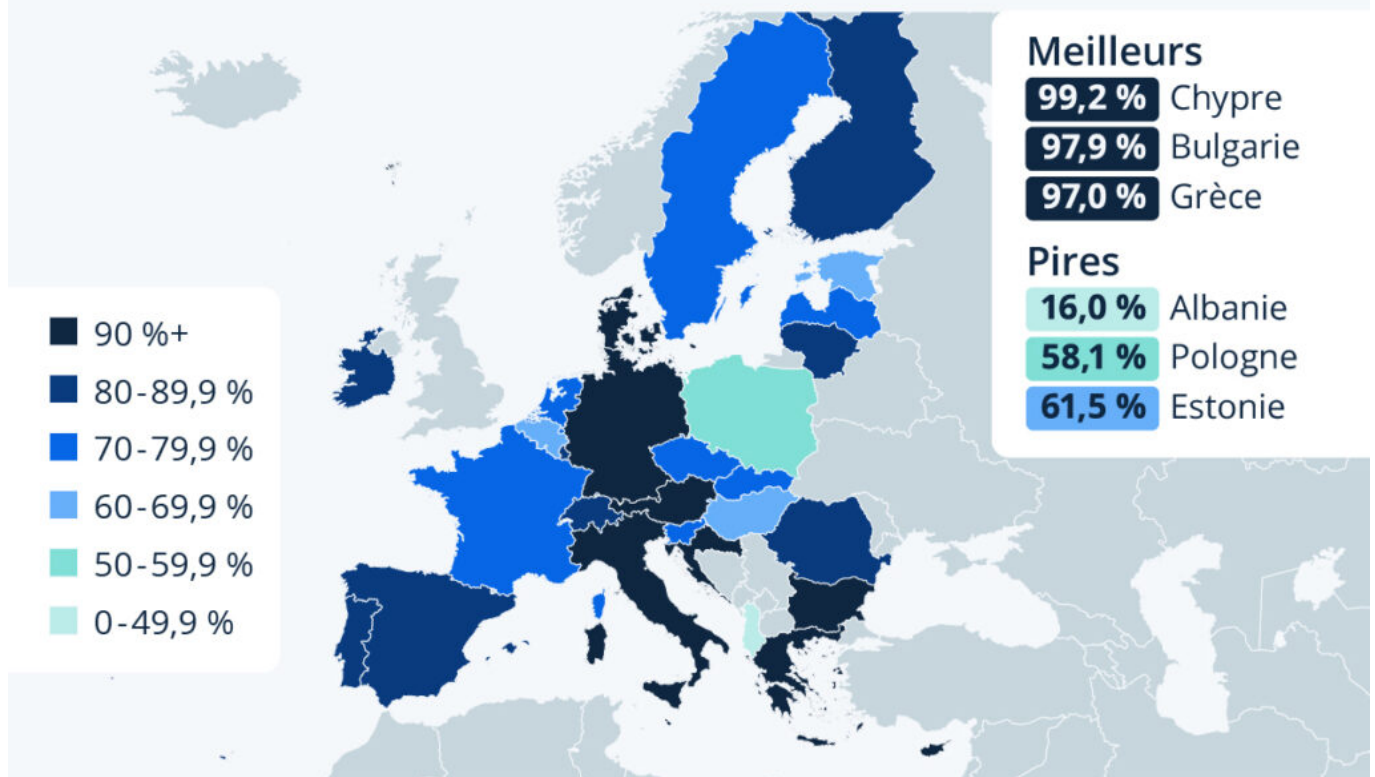 Meilleurs
99,2 % Chypre
97,9 % Bulgarie
97,0 % Grèce
Pires
16,0 % Albanie
58,1 % Pologne
61,5 % Estonie
90 %+
80-89,9 %
70-79,9 %
60-69,9 %
50-59,9 %
0-49,9 %